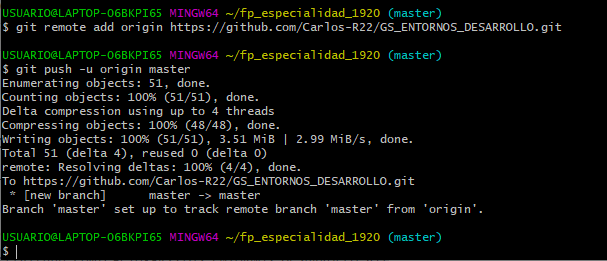 USUARIO@LAPTOP-O6BKPI65 MINGW64 ~/fp_especialidad_1920 (master)
$ git remote add origin https://github.com/Carlos-R22/GS_ENTORNOS_DESARROLLO.git
USUARIO@LAPTOP-O6BKPI65 MINGW64 ~/fp_especialidad_1920 (master)
$ git push -u origin master
Enumerating objects: 51, done.
Counting objects: 100% (51/51), done.
Delta compression using up to 4 threads
Compressing objects: 100% (48/48), done.
Writing objects: 100% (51/51), 3.51 MiB | 2.99 MiB/s, done.
Total 51 (delta 4), reused 0 (delta 0)
remote: Resolving deltas: 100% (4/4), done.
To https://github.com/Carlos-R22/GS_ENTORNOS_DESARROLLO.git
 * [new branch]      master -> master
Branch 'master' set up to track remote branch 'master' from 'origin'.
USUARIO@LAPTOP-O6BKPI65 MINGW64 ~/fp_especialidad_1920 (master)
$